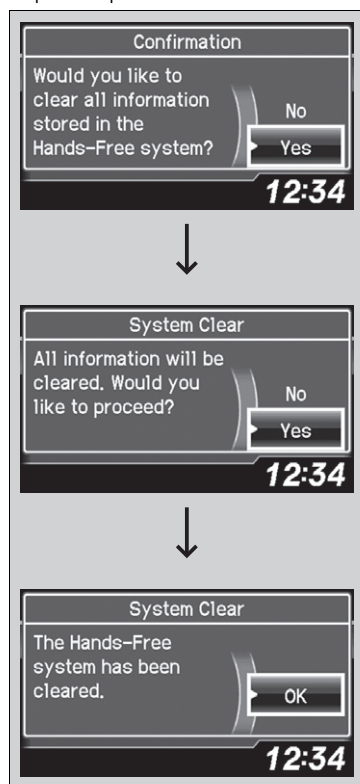 Confirmation
Would you like to
clear all information
stored in the
Hands-Free system?
No
Yes
12:34
System Clear
All information will be
cleared. Would you
like to proceed?
No
Yes
12:34
System Clear
The Hands-Free
system has been
cleared.
OK
12:34